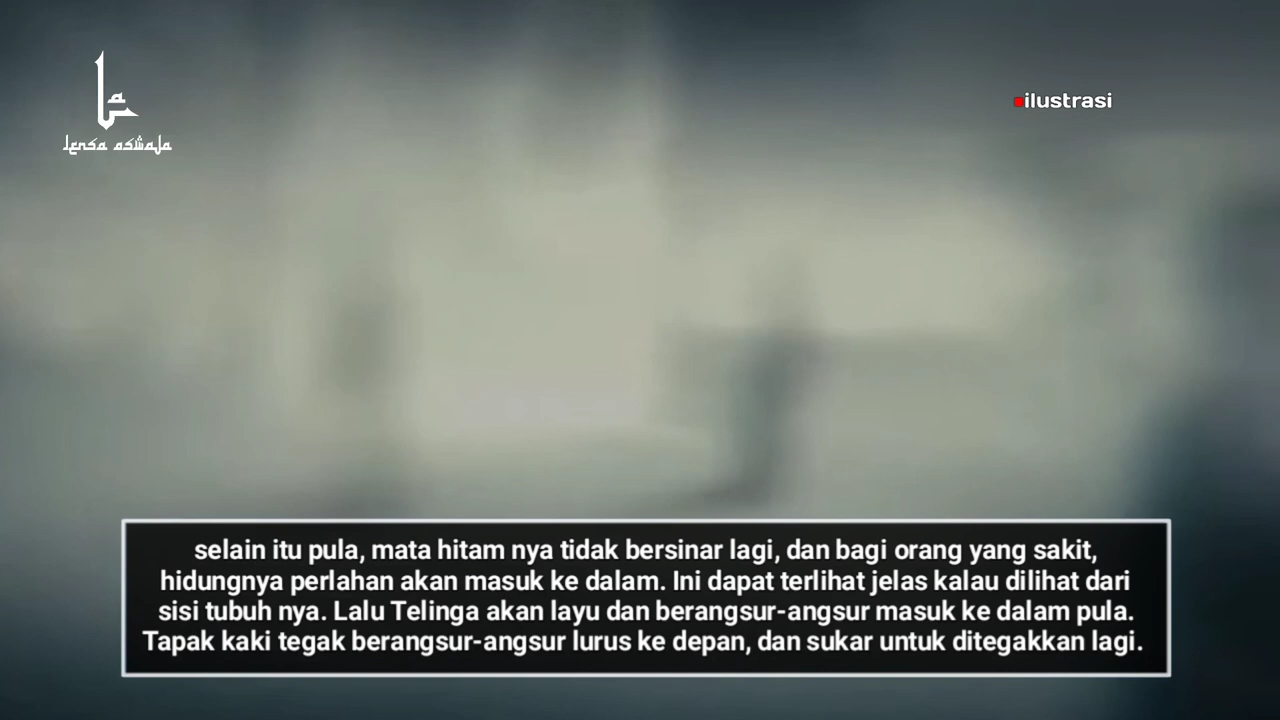 ilustrasi
lensa aswaja
selain itu pula, mata hitam nya tidak bersinar lagi, dan bagi orang yang sakit,
hidungnya perlahan akan masuk ke dalam. Ini dapat terlihat jelas kalau dilihat dari
sisi tubuh nya. Lalu Telinga akan layu dan berangsur-angsur masuk ke dalam pula.
Tapak kaki tegak berangsur-angsur lurus ke depan, dan sukar untuk ditegakkan lagi.